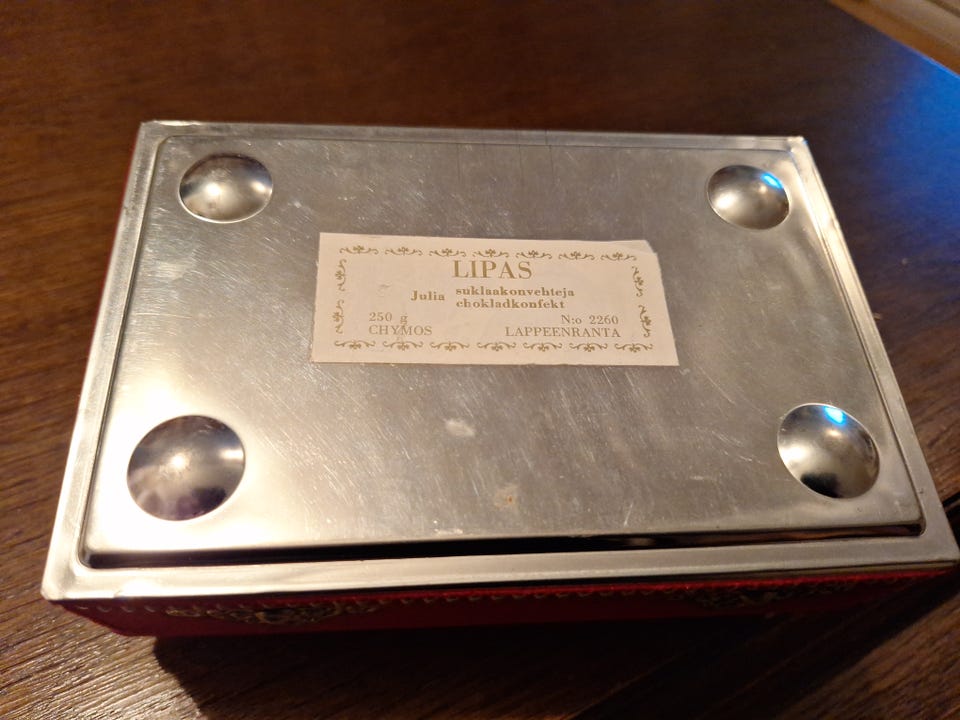 LIPAS
Julia suklaakonvehteja
chokladkonfekt
250 g N:o 2260
CHYMOS LAPPEENRANTA